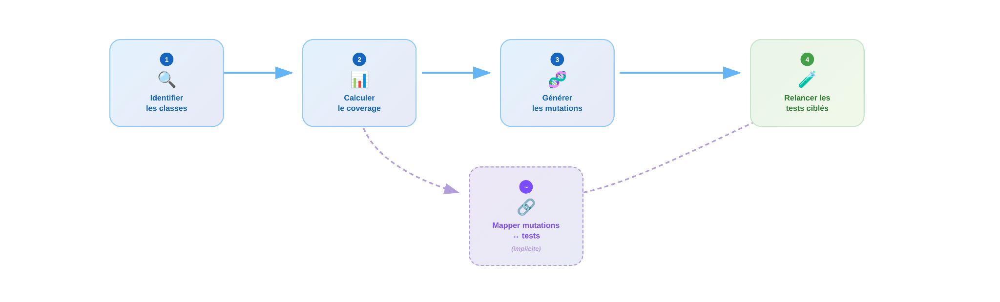 1
Identifier
les classes
2
Calculer
le coverage
3
Générer
les mutations
4
Relancer les
tests ciblés
~
Mapper mutations
↔ tests
(implicite)